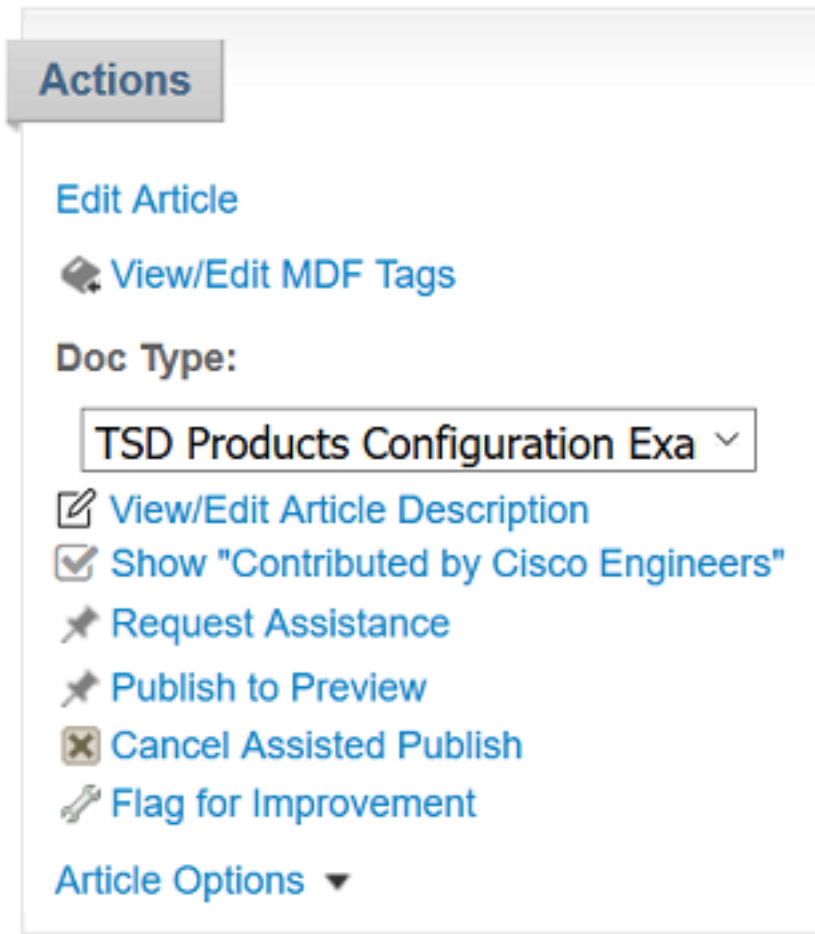 Actions
Edit Article
View/Edit MDF Tags
Doc Type:
TSD Products Configuration Exa
View/Edit Article Description
Show "Contributed by Cisco Engineers"
Request Assistance
Publish to Preview
Cancel Assisted Publish
Flag for Improvement
Article Options